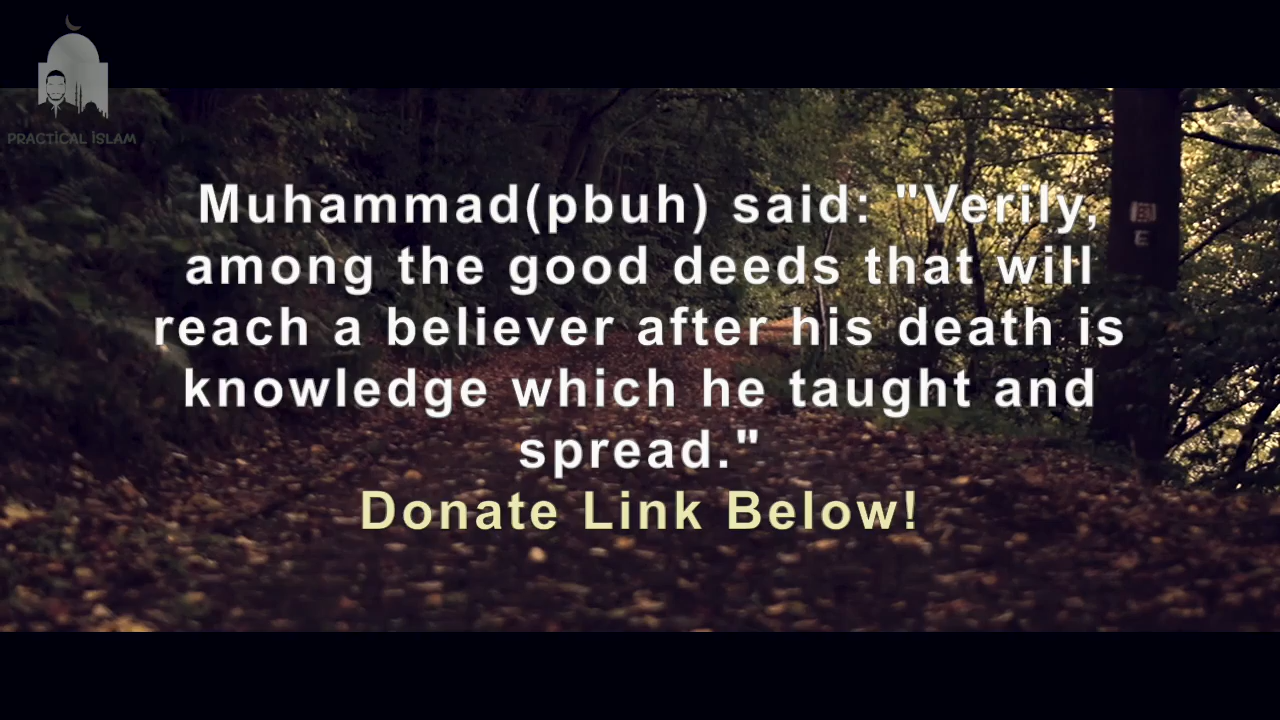 PRACTICAL ISLAM
Muhammad(pbuh) said: "Verily,
among the good deeds that will
reach a believer after his death is
knowledge which he taught and
spread."
Donate Link Below!
E